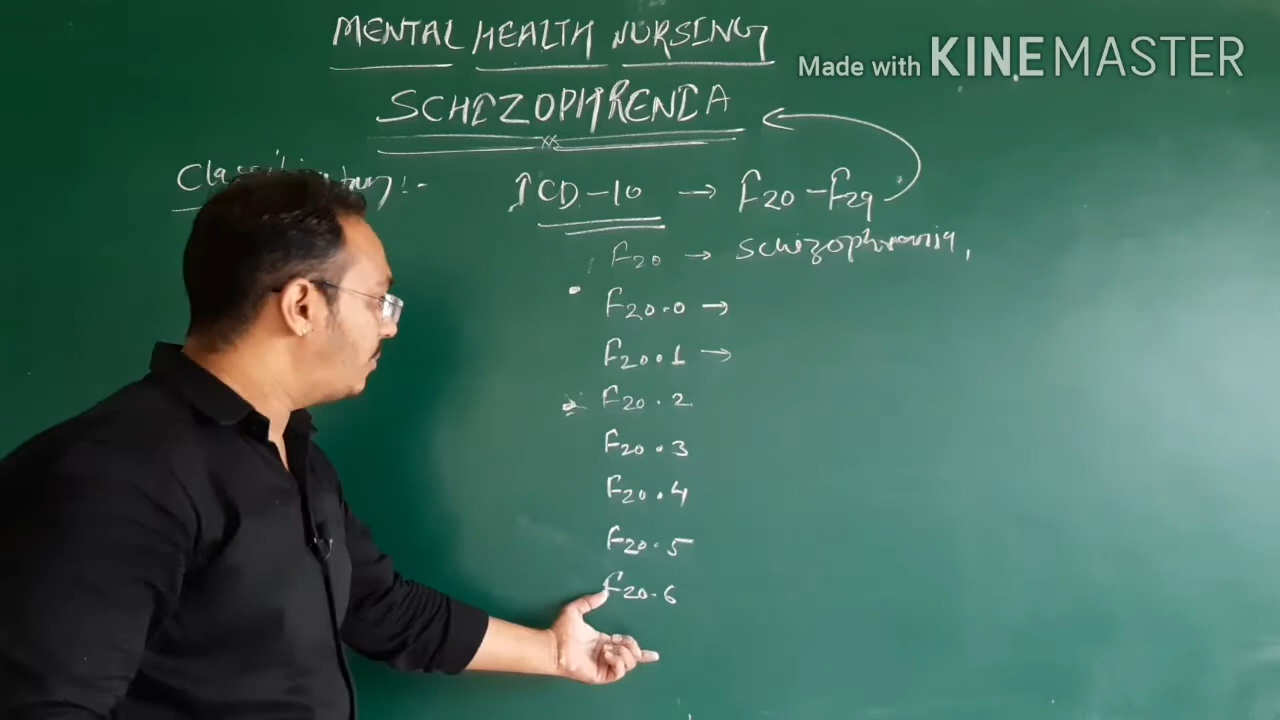 MENTAL HEALTH NURSING
Made with KINEMASTER
SCHIZOPHRENIA
ICD-10 → F20-F29
F20 → Schizophrenia,
F20.0 →
F20.1 →
F20.2
F20.3
F20.4
F20.5
F20.6